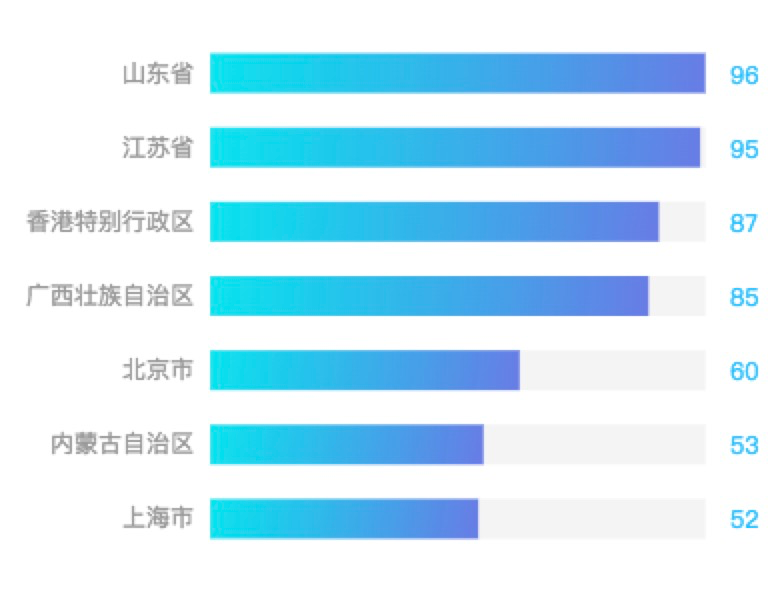 山东省 96
江苏省 95
香港特别行政区 87
广西壮族自治区 85
北京市 60
内蒙古自治区 53
上海市 52